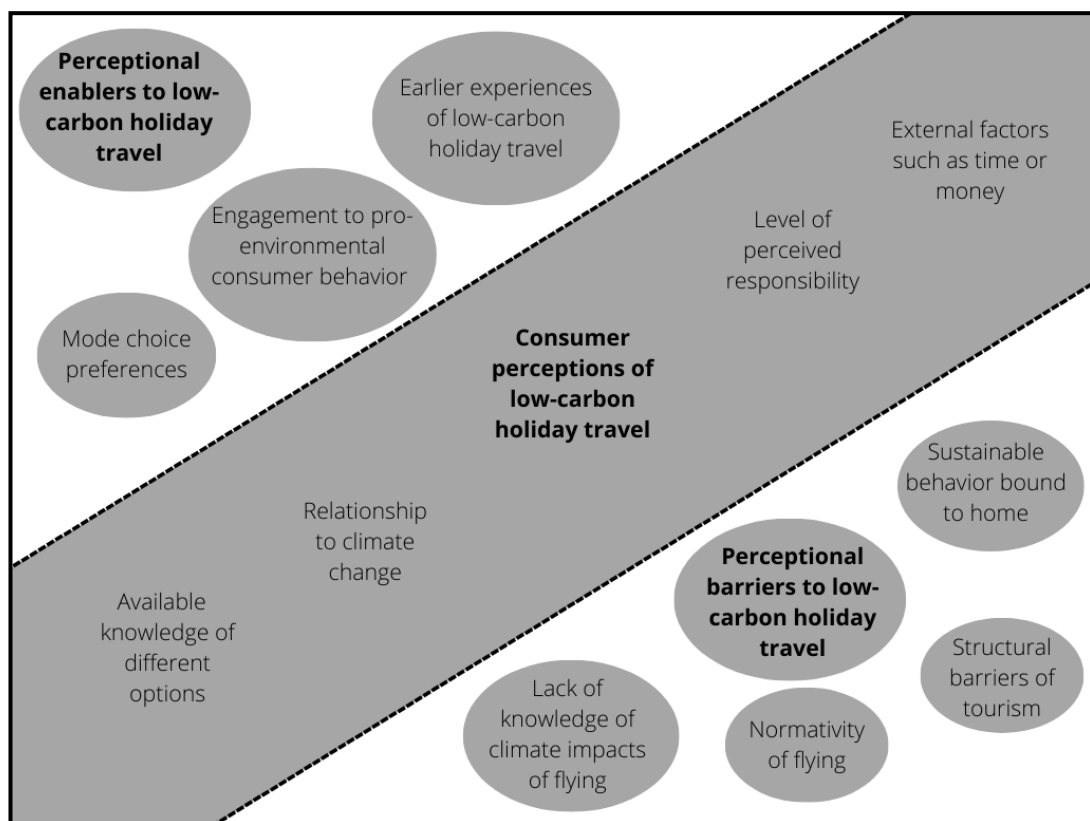 Perceptional
enablers to low-
carbon holiday
travel
Earlier experiences
of low-carbon
holiday travel
Engagement to pro-
environmental
consumer behavior
Mode choice
preferences
External factors
such as time or
money
Level of
perceived
responsibility
Consumer
perceptions of
low-carbon
holiday travel
Relationship
to climate
change
Available
knowledge of
different
options
Sustainable
behavior bound
to home
Perceptional
barriers to low-
carbon holiday
travel
Structural
barriers of
tourism
Lack of
knowledge of
climate impacts
of flying
Normativity
of flying